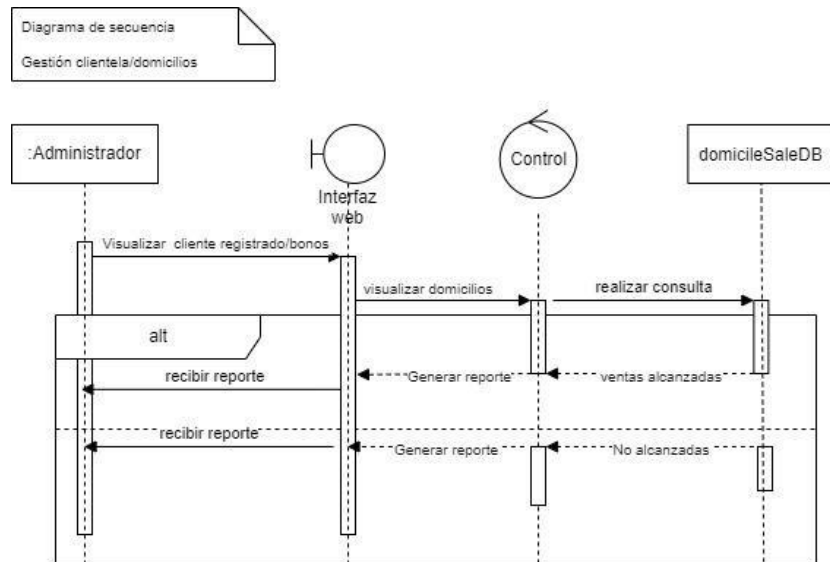 Diagrama de secuencia
Gestión clientela/domicilios
:Administrador
Interfaz
web
Control
domicileSaleDB
Visualizar cliente registrado/bonos
visualizar domicilios
realizar consulta
alt
recibir reporte
Generar reporte
ventas alcanzadas
recibir reporte
Generar reporte
No alcanzadas